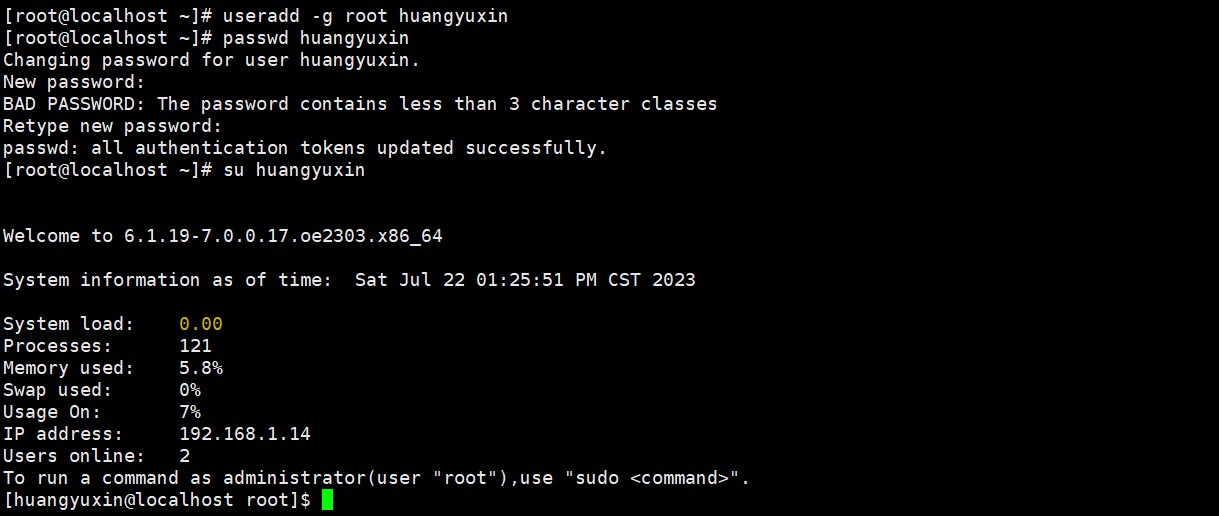 [root@localhost ~]# useradd -g root huangyuxin
[root@localhost ~]# passwd huangyuxin
Changing password for user huangyuxin.
New password:
BAD PASSWORD: The password contains less than 3 character classes
Retype new password:
passwd: all authentication tokens updated successfully.
[root@localhost ~]# su huangyuxin
Welcome to 6.1.19-7.0.0.17.oe2303.x86_64
System information as of time:  Sat Jul 22 01:25:51 PM CST 2023
System load:    0.00
Processes:      121
Memory used:    5.8%
Swap used:      0%
Usage On:       7%
IP address:     192.168.1.14
Users online:   2
To run a command as administrator(user "root"),use "sudo <command>".
[huangyuxin@localhost root]$